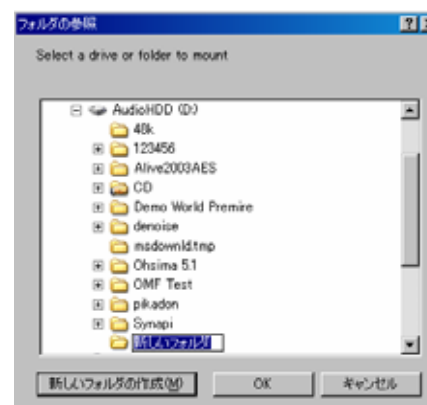 フォルダの参照
Select a drive or folder to mount
AudioHDD (D:)
48k
123456
Alive2003AES
CD
Demo World Premire
denoise
msdownld.tmp
Ohsima 5.1
OMF Test
pikadon
Synapi
新しいフォルダ
新しいフォルダの作成(M)
OK
キャンセル